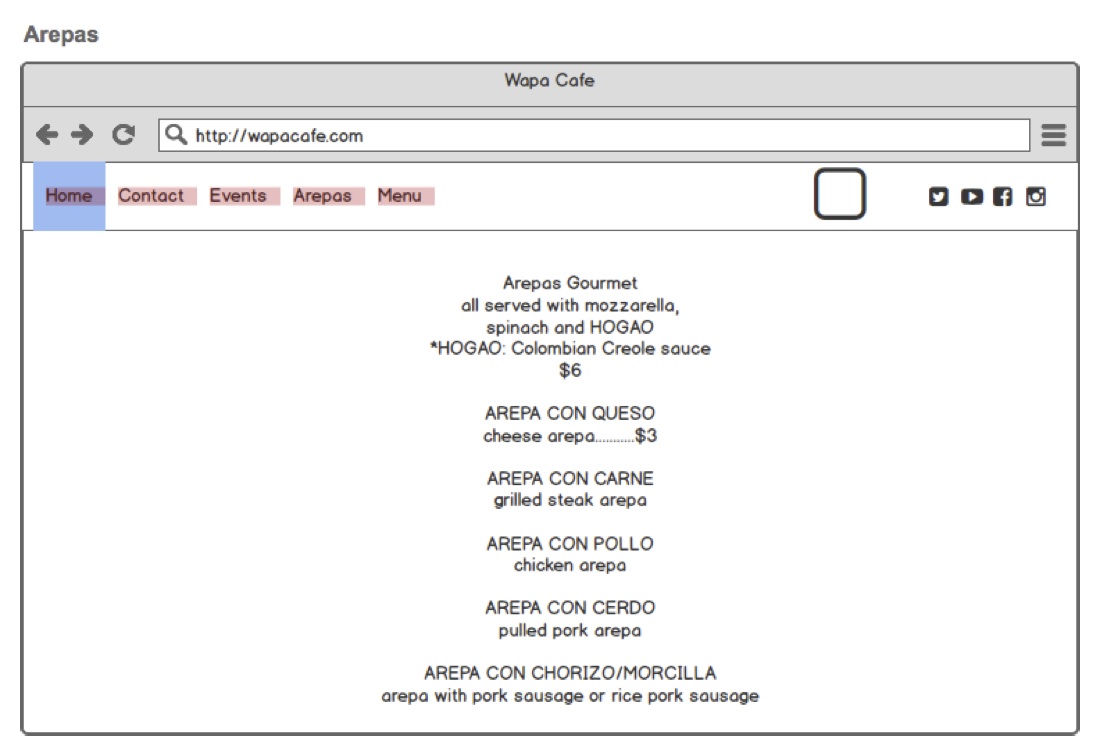 Arepas
Wapa Cafe
http://wapacafe.com
Home Contact Events Arepas Menu
Arepas Gourmet
all served with mozzarella,
spinach and HOGAO
*HOGAO: Colombian Creole sauce
$6
AREPA CON QUESO
cheese arepa...........$3
AREPA CON CARNE
grilled steak arepa
AREPA CON POLLO
chicken arepa
AREPA CON CERDO
pulled pork arepa
AREPA CON CHORIZO/MORCILLA
arepa with pork sausage or rice pork sausage